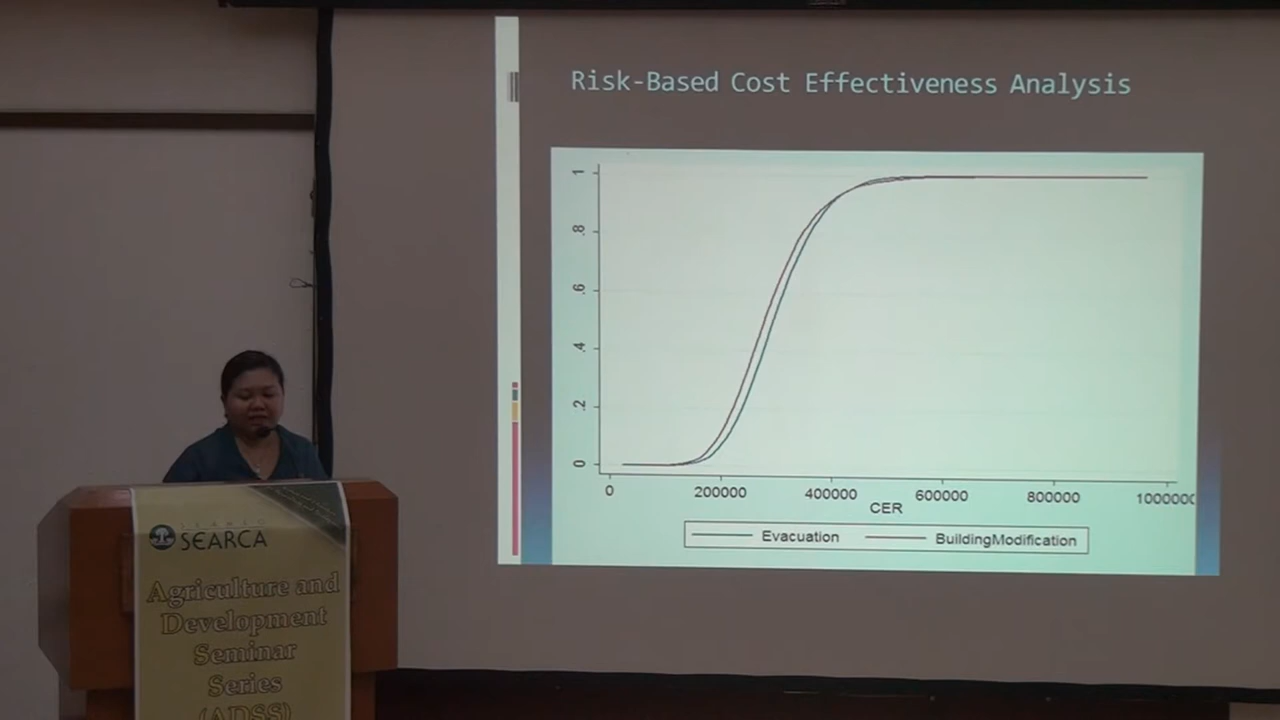 Risk-Based Cost Effectiveness Analysis
1
.8
.6
.4
.2
0
0 200000 400000 600000 800000 1000000
CER
Evacuation BuildingModification
SEARCA
Agriculture and
Development
Seminar
Series
(ADSS)